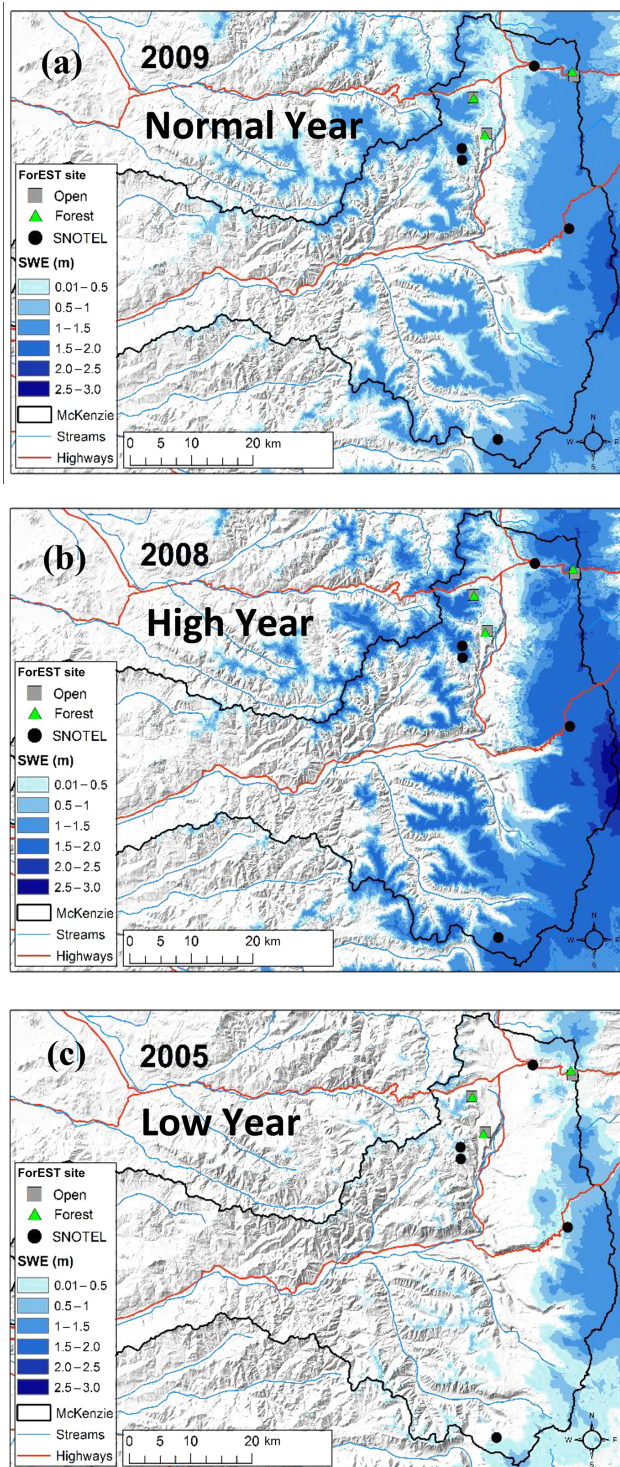 (a)
2009
Normal Year
ForEST site
Open
Forest
SNOTEL
SWE (m)
0.01 – 0.5
0.5 – 1
1 – 1.5
1.5 – 2.0
2.0 – 2.5
2.5 – 3.0
McKenzie
Streams
Highways
0 5 10 20 km
N
W E
S
(b)
2008
High Year
ForEST site
Open
Forest
SNOTEL
SWE (m)
0.01 – 0.5
0.5 – 1
1 – 1.5
1.5 – 2.0
2.0 – 2.5
2.5 – 3.0
McKenzie
Streams
Highways
0 5 10 20 km
N
W E
S
(c)
2005
Low Year
ForEST site
Open
Forest
SNOTEL
SWE (m)
0.01 – 0.5
0.5 – 1
1 – 1.5
1.5 – 2.0
2.0 – 2.5
2.5 – 3.0
McKenzie
Streams
Highways
0 5 10 20 km
N
W E
S